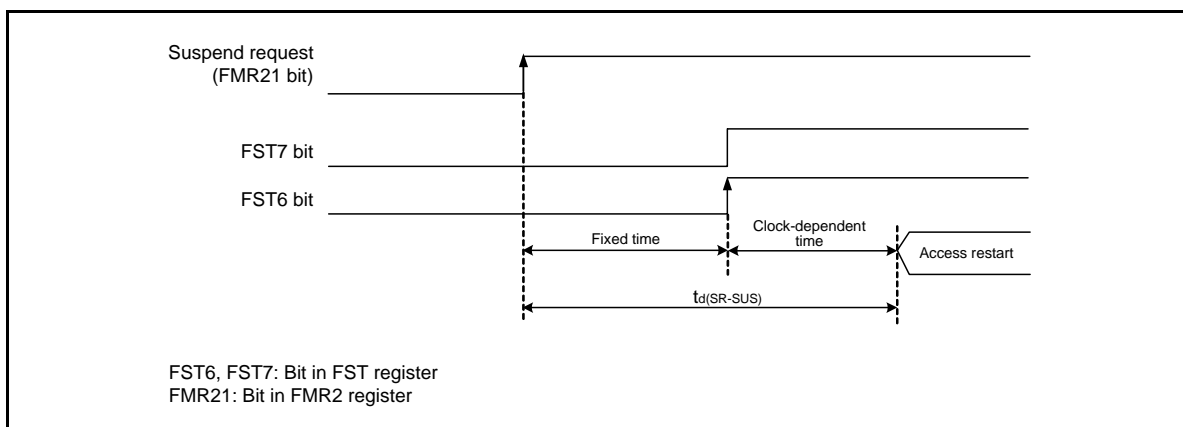 Suspend request
(FMR21 bit)
FST7 bit
FST6 bit
Fixed time
Clock-dependent
time
Access restart
td(SR-SUS)
FST6, FST7: Bit in FST register
FMR21: Bit in FMR2 register